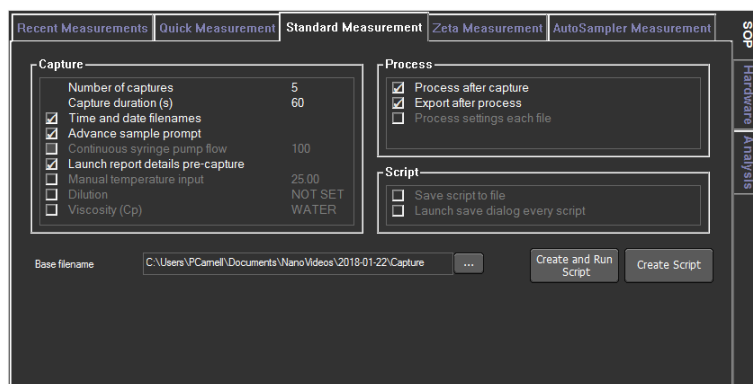 Recent Measurements Quick Measurement Standard Measurement Zeta Measurement AutoSampler Measurement
SOP
Hardware
Analysis
Capture
Number of captures 5
Capture duration (s) 60
Time and date filenames
Advance sample prompt
Continuous syringe pump flow 100
Launch report details pre-capture
Manual temperature input 25.00
Dilution NOT SET
Viscosity (Cp) WATER
Process
Process after capture
Export after process
Process settings each file
Script
Save script to file
Launch save dialog every script
Base filename C:\Users\PCarnell\Documents\NanoVideos\2018-01-22\Capture ...
Create and Run
Script
Create Script